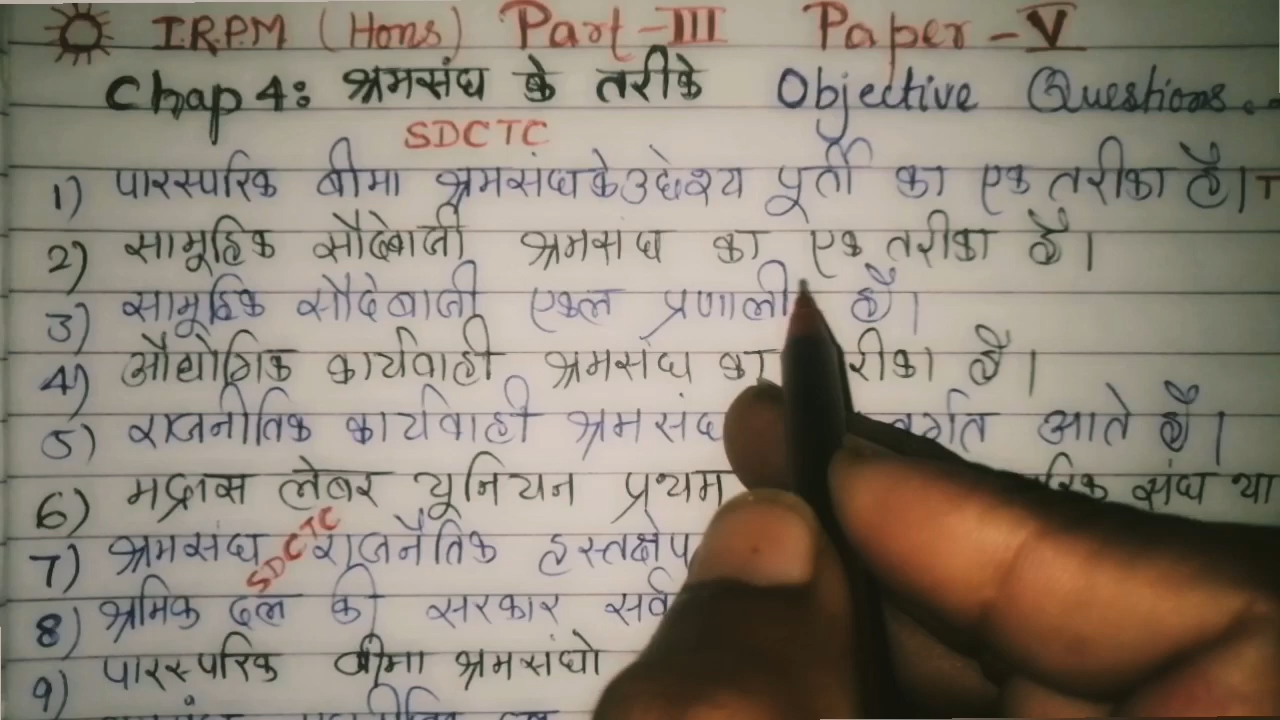 I.R.P.M (Hons) Part-III Paper-V
Chap 4: श्रमसंघ के तरीके Objective Questions.
SDCTC
1) पारस्परिक बीमा श्रमसंघ के उद्देश्य पूर्ती का एक तरीका है। T
2) सामूहिक सौदेबाजी श्रमसंघ का एक तरीका है।
3) सामूहिक सौदेबाजी एकल प्रणाली है।
4) औद्योगिक कार्यवाही श्रमसंघ का रीका है।
5) राजनीतिक कार्यवाही श्रमसंघ र्गत आते है।
6) मद्रास लेबर यूनियन प्रथम संघ था
7) श्रमसंघ राजनैतिक हस्तक्षेप
SDCTC
8) श्रमिक दल की सरकार सर्व
9) पारस्परिक बीमा श्रमसंघो